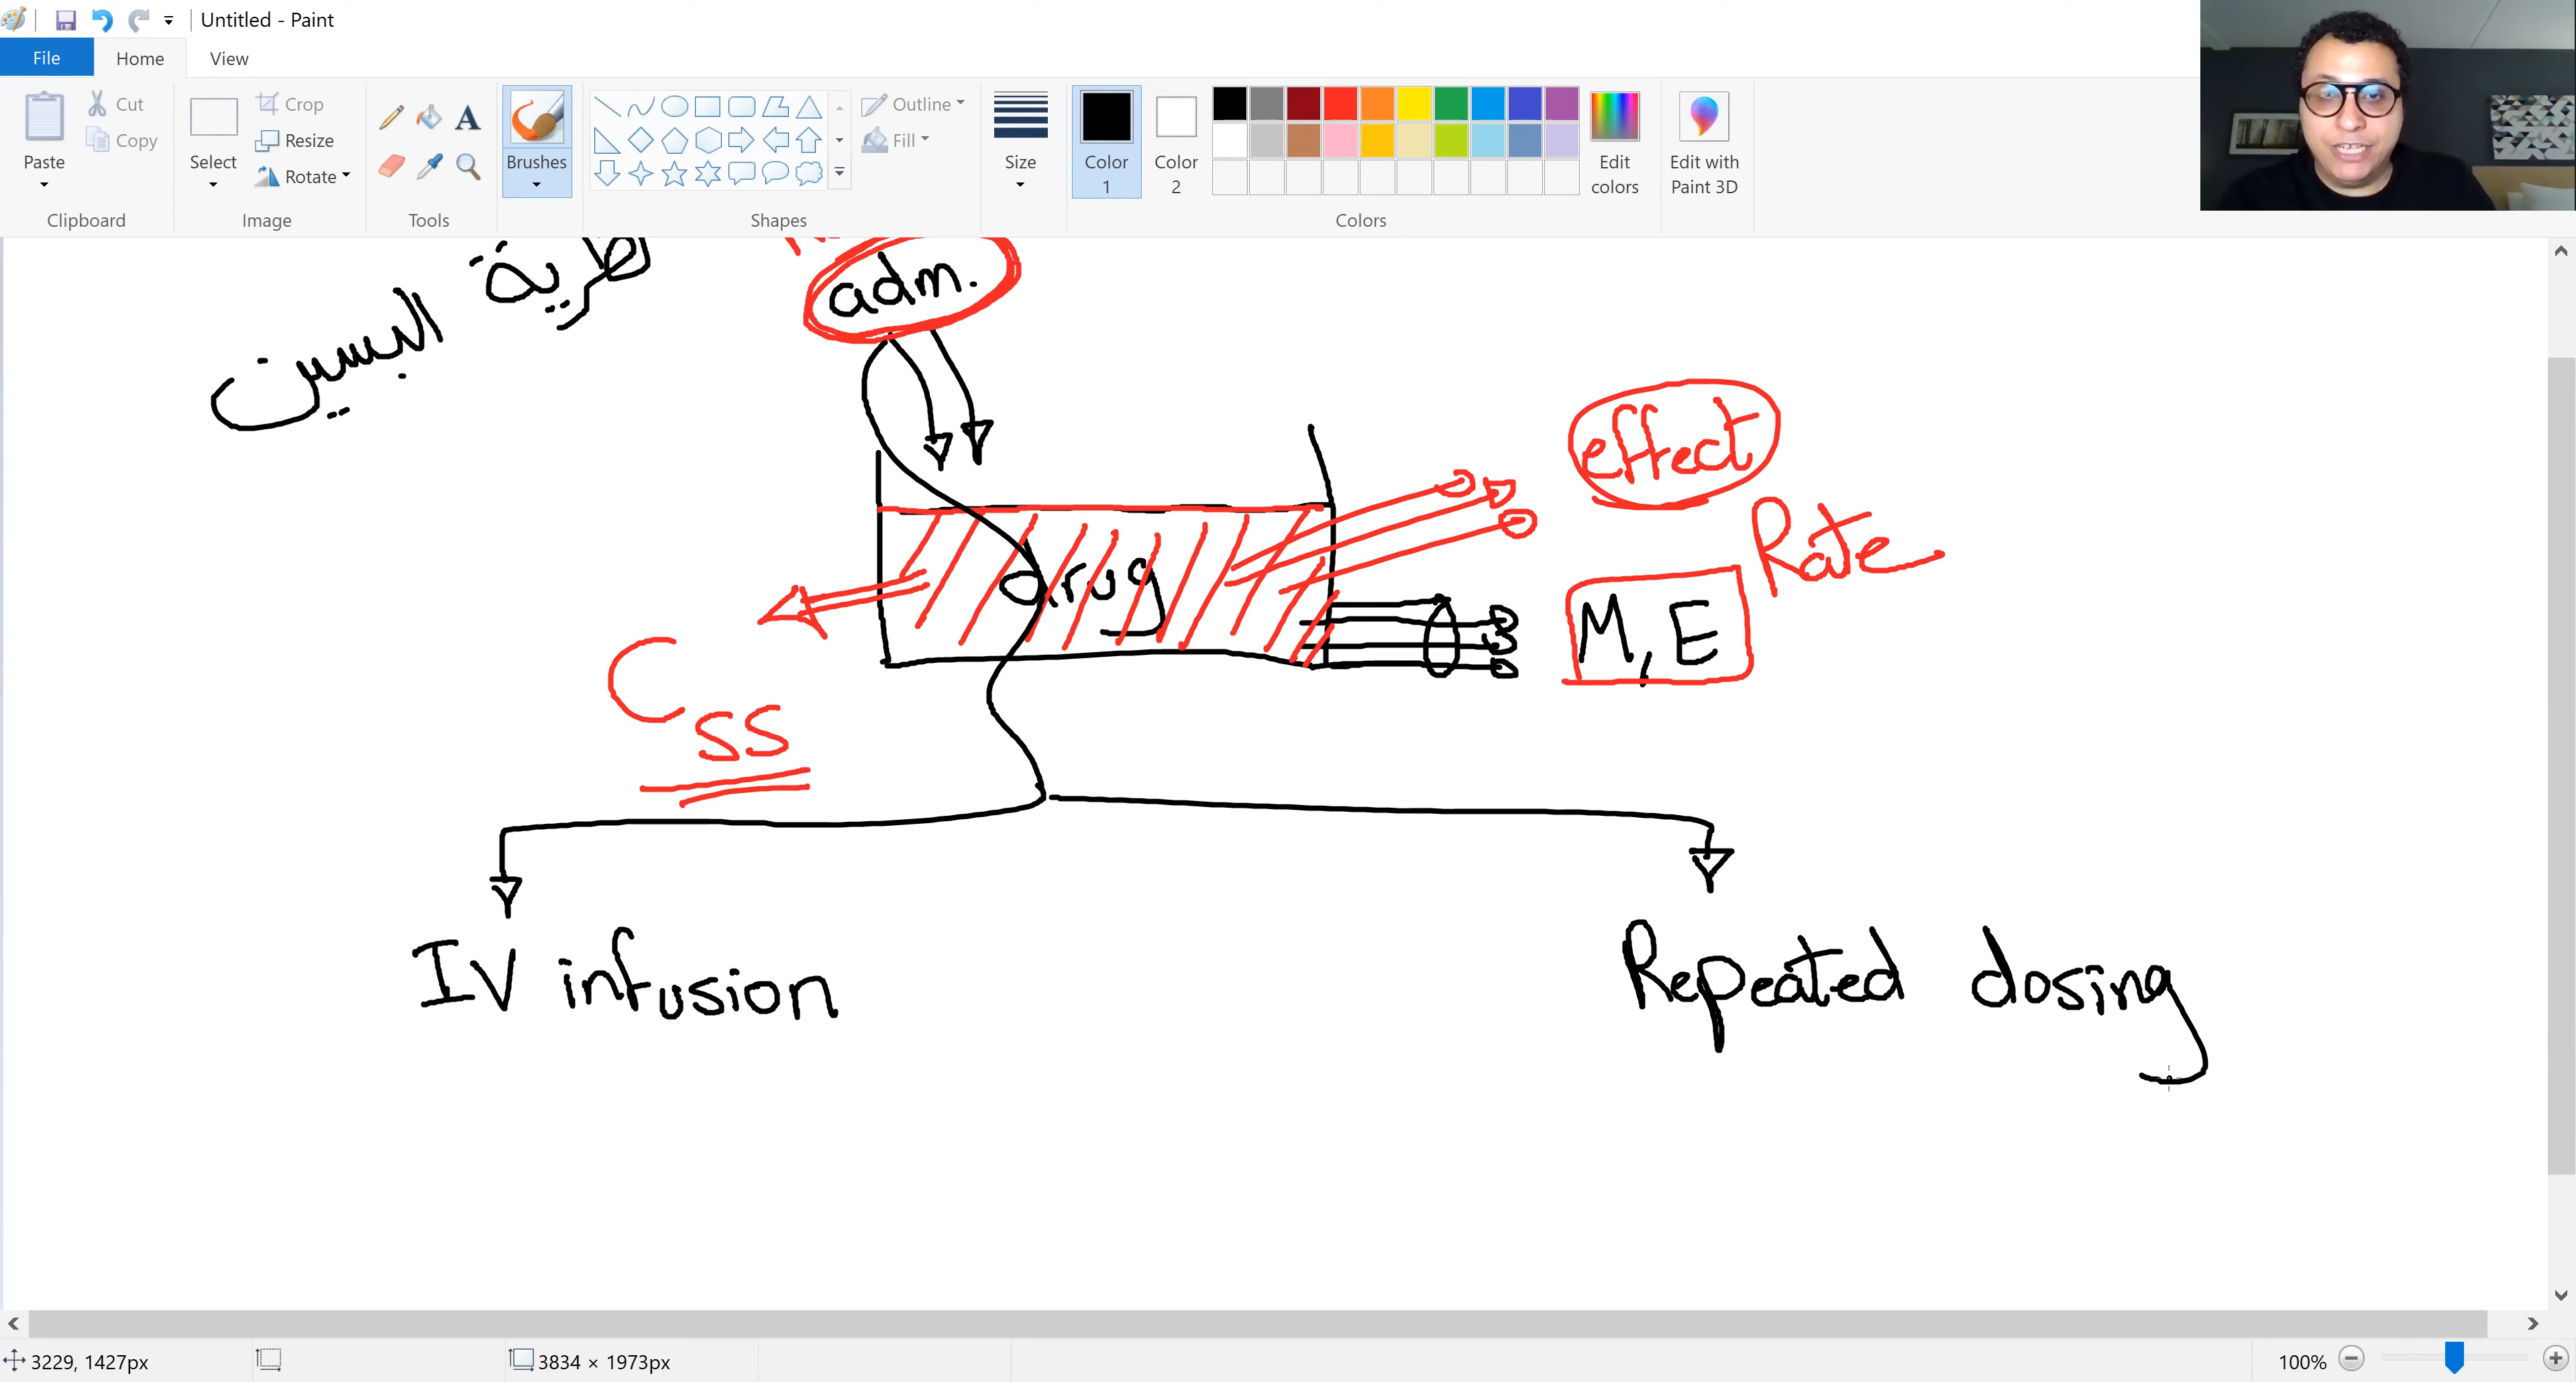 Untitled - Paint
File
Home
View
Paste
Cut
Copy
Clipboard
Select
Crop
Resize
Rotate
Image
A
Tools
Brushes
Outline
Fill
Shapes
Size
Color 1
Color 2
Edit colors
Colors
Edit with Paint 3D
البسين
adm.
effect
Rate
drug
M, E
Css
IV infusion
Repeated dosing
3229, 1427px
3834 × 1973px
100%